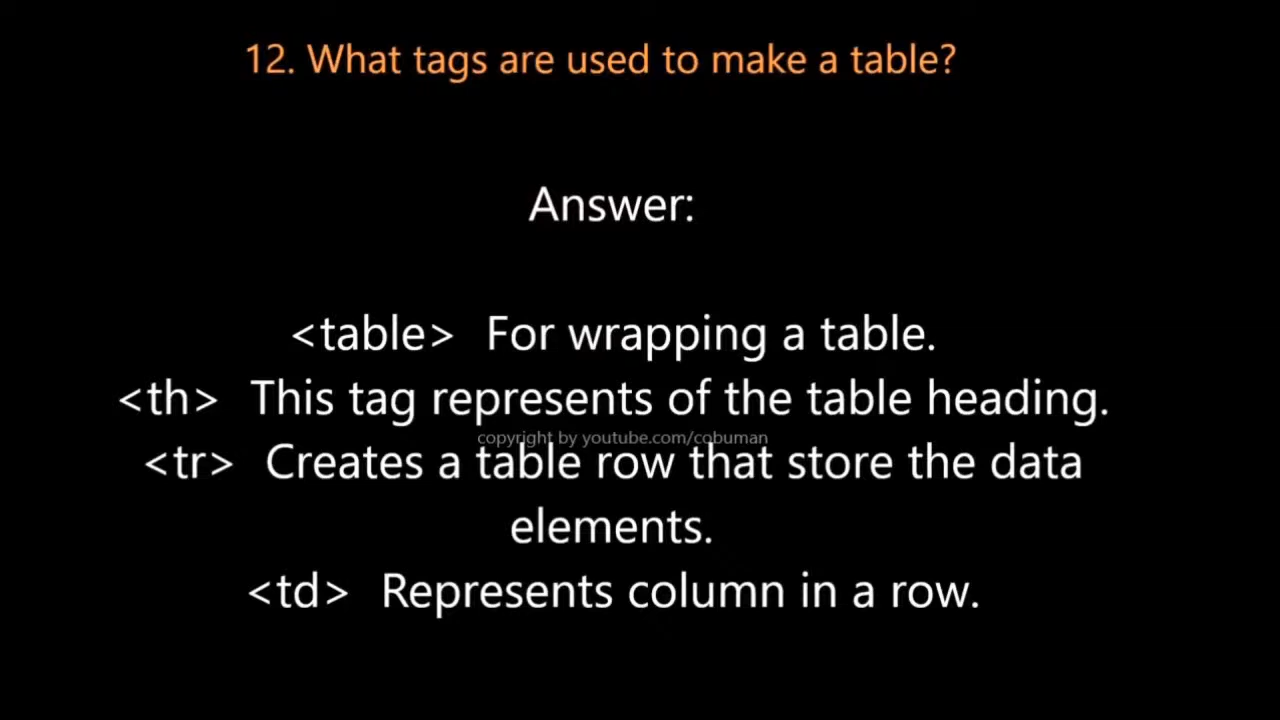 12. What tags are used to make a table?
Answer:
<table> For wrapping a table.
<th> This tag represents of the table heading.
copyright by youtube.com/cobuman
<tr> Creates a table row that store the data
elements.
<td> Represents column in a row.